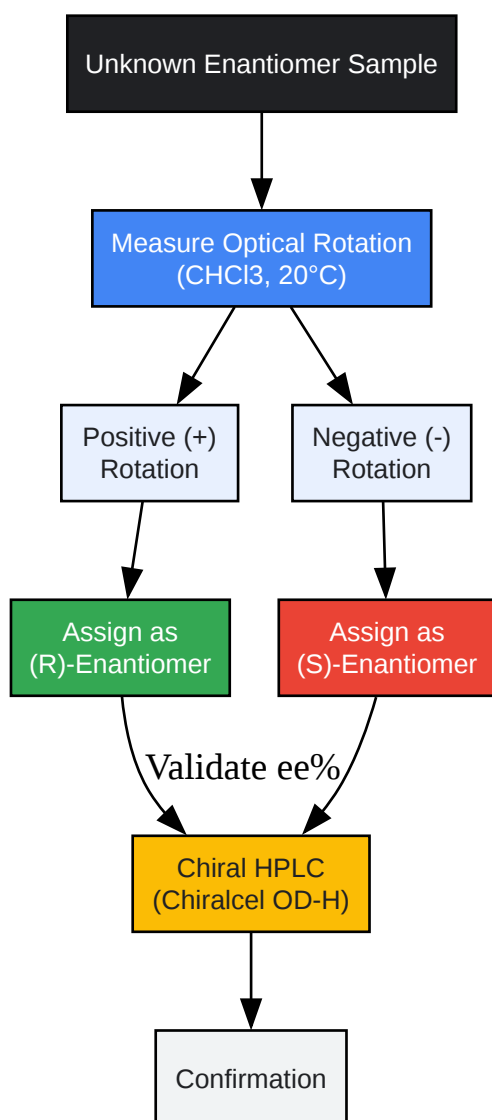 Unknown Enantiomer Sample
Measure Optical Rotation
(CHCl3, 20°C)
Positive (+)
Rotation
Negative (-)
Rotation
Assign as
(R)-Enantiomer
Assign as
(S)-Enantiomer
Validate ee%
Chiral HPLC
(Chiralcel OD-H)
Confirmation